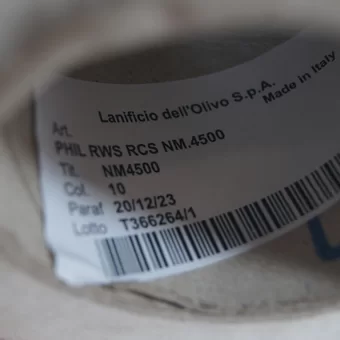 Lanificio dell'Olivo S.p.A.
Made in Italy
Art.
PHIL RWS RCS NM.4500
Tit. NM4500
Col. 10
Paraf 20/12/23
Lotto T366264/1